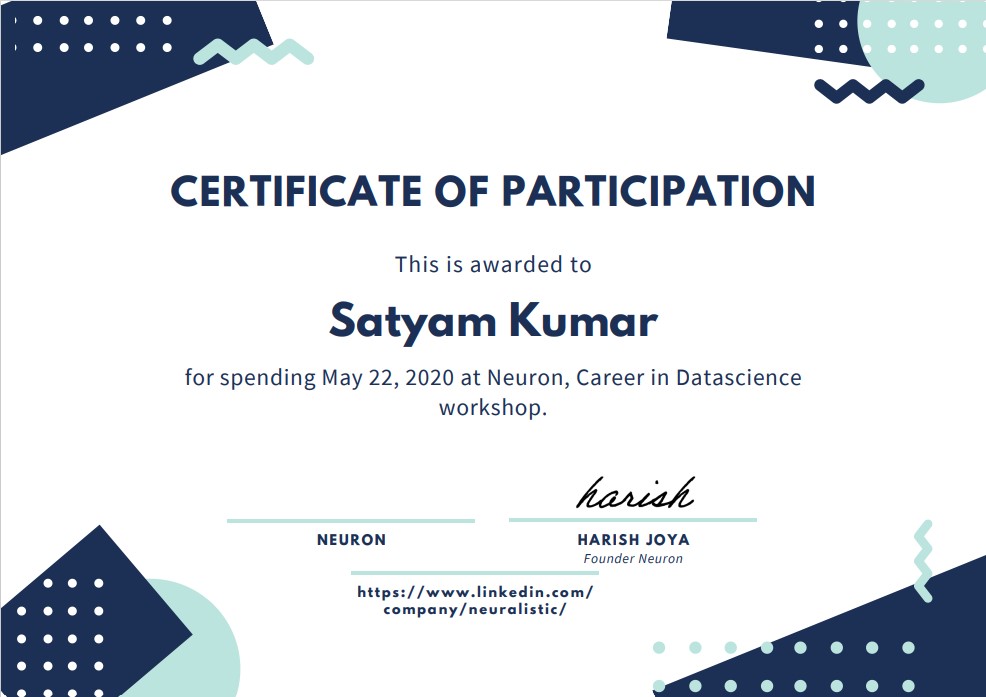 CERTIFICATE OF PARTICIPATION
This is awarded to
Satyam Kumar
for spending May 22, 2020 at Neuron, Career in Datascience
workshop.
harish
NEURON
HARISH JOYA
Founder Neuron
https://www.linkedin.com/
company/neuralistic/